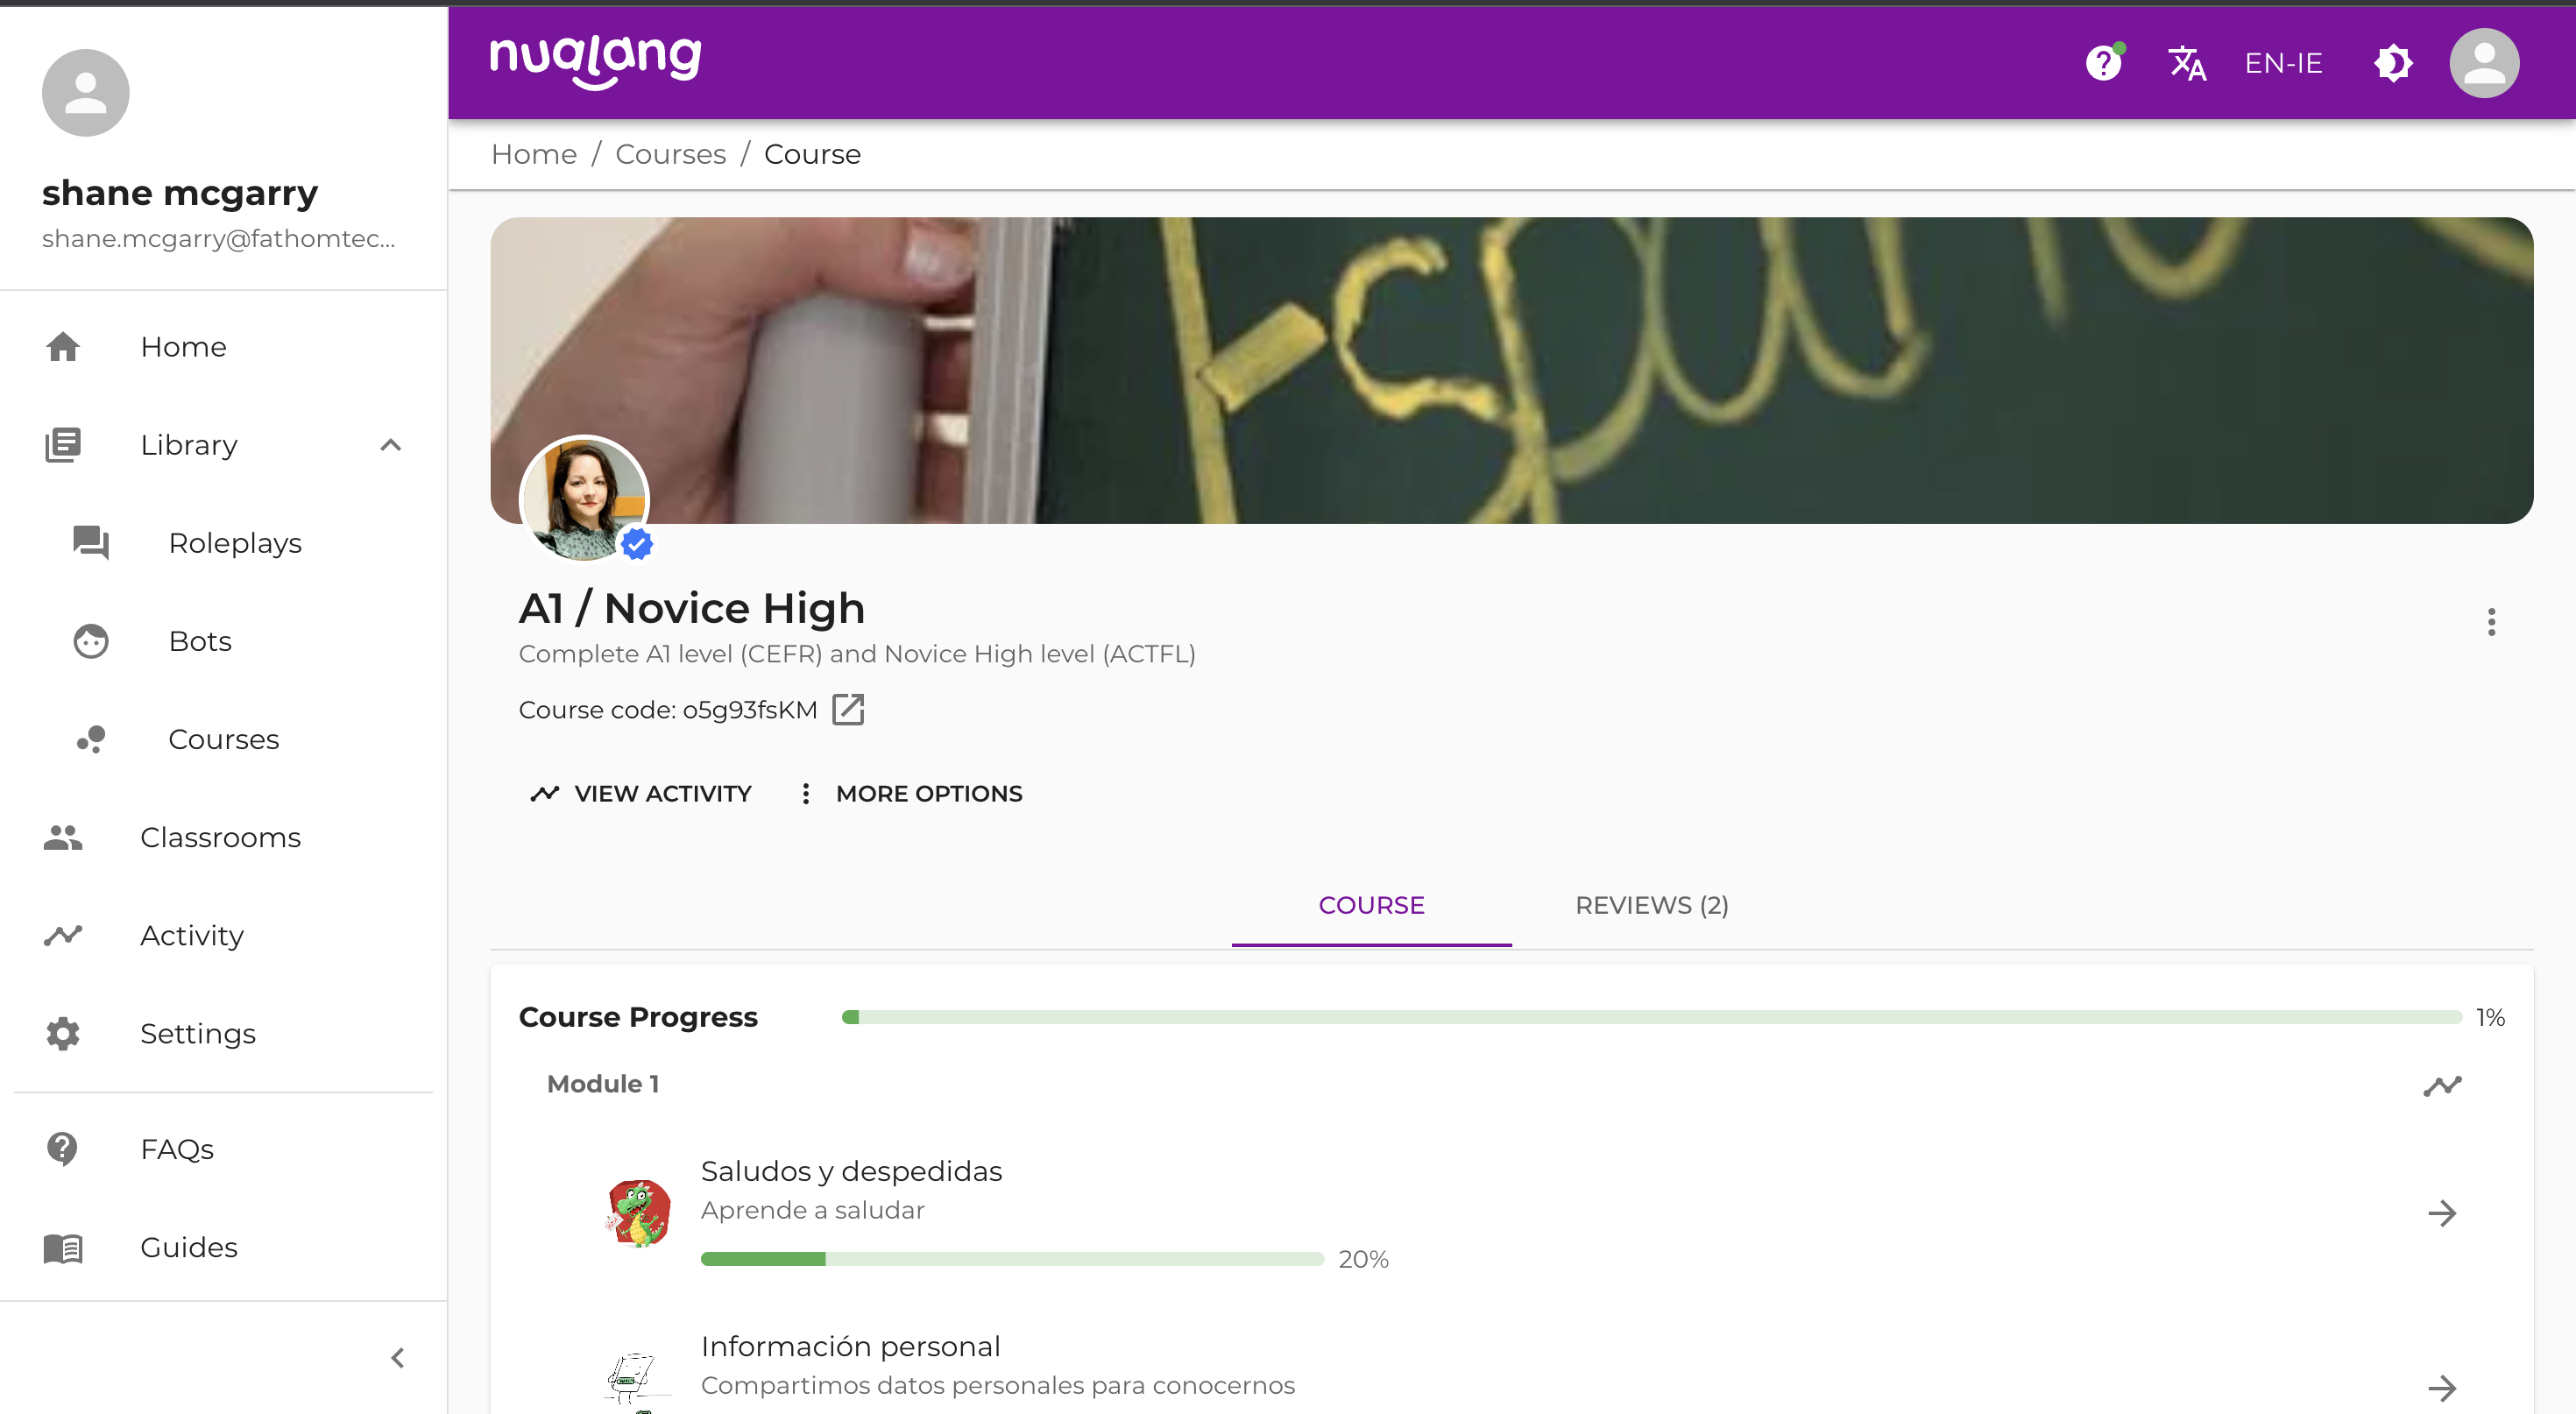 shane mcgarry
shane.mcgarry@fathomtec...
Home
Library
Roleplays
Bots
Courses
Classrooms
Activity
Settings
FAQs
Guides
nualang
EN-IE
Home / Courses / Course
A1 / Novice High
Complete A1 level (CEFR) and Novice High level (ACTFL)
Course code: o5g93fsKM
VIEW ACTIVITY
MORE OPTIONS
COURSE
REVIEWS (2)
Course Progress
1%
Module 1
Saludos y despedidas
Aprende a saludar
20%
Información personal
Compartimos datos personales para conocernos